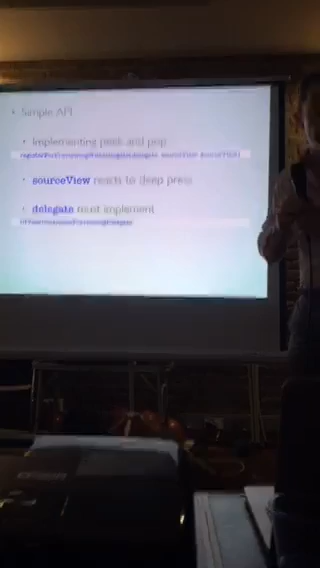 • Simple API
• Implementing peek and pop
• sourceView reacts to deep press
• delegate must implement